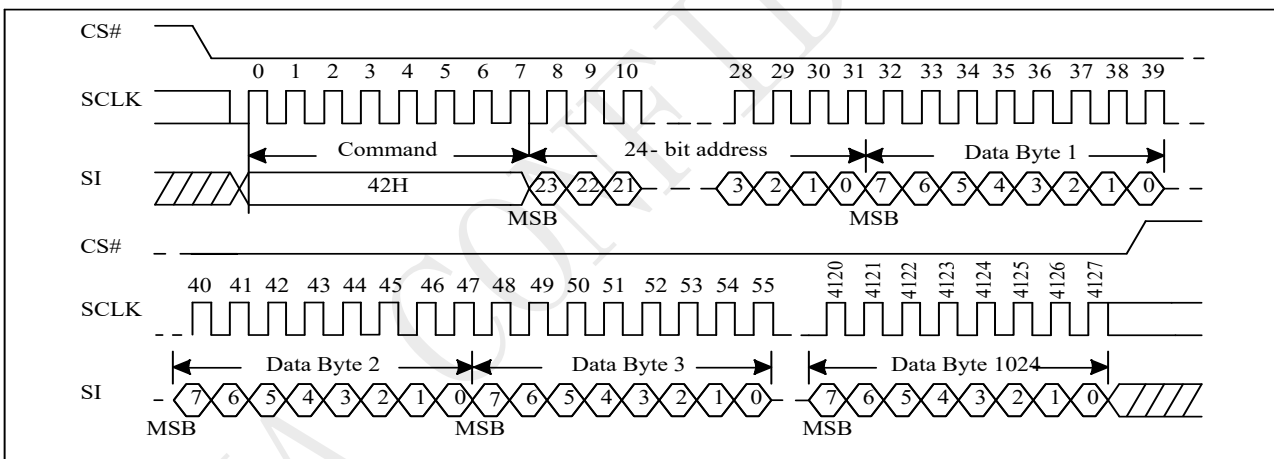 CS#
0 1 2 3 4 5 6 7 8 9 10 28 29 30 31 32 33 34 35 36 37 38 39
SCLK
Command 24- bit address Data Byte 1
SI 42H 23 22 21 3 2 1 0 7 6 5 4 3 2 1 0
MSB MSB
CS#
40 41 42 43 44 45 46 47 48 49 50 51 52 53 54 55 4120 4121 4122 4123 4124 4125 4126 4127
SCLK
Data Byte 2 Data Byte 3 Data Byte 1024
SI 7 6 5 4 3 2 1 0 7 6 5 4 3 2 1 0 7 6 5 4 3 2 1 0
MSB MSB MSB